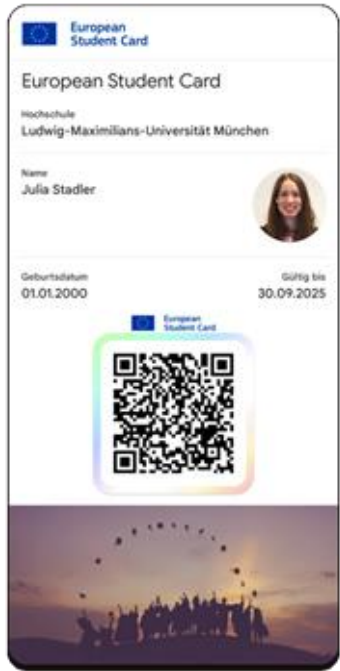 European
Student Card
European Student Card
Hochschule
Ludwig-Maximilians-Universität München
Name
Julia Stadler
Geburtsdatum
Gültig bis
01.01.2000
30.09.2025
European
Student Card